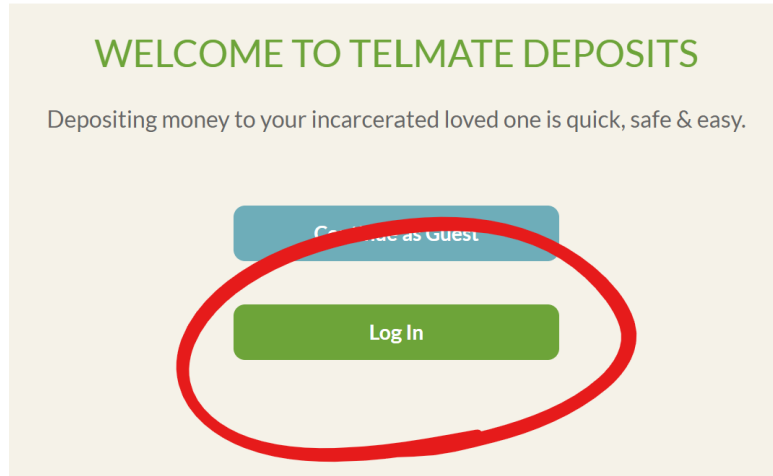 WELCOME TO TELMATE DEPOSITS
Depositing money to your incarcerated loved one is quick, safe & easy.
Continue as Guest
Log In